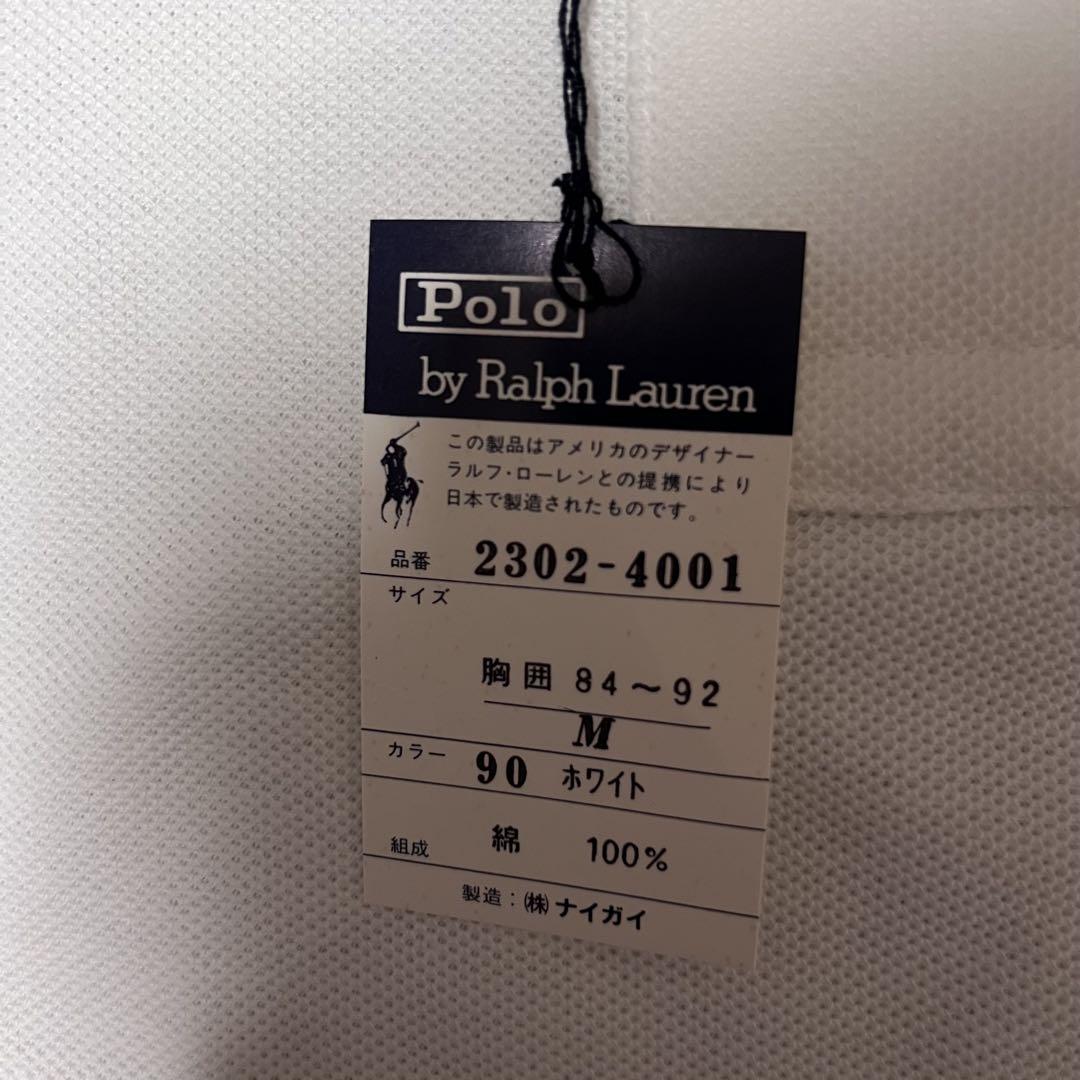 Polo
by Ralph Lauren
この製品はアメリカのデザイナー
ラルフ・ローレンとの提携により
日本で製造されたものです。
品番 2302-4001
サイズ
胸囲 84～92
M
カラー 90 ホワイト
組成 綿 100%
製造：(株)ナイガイ